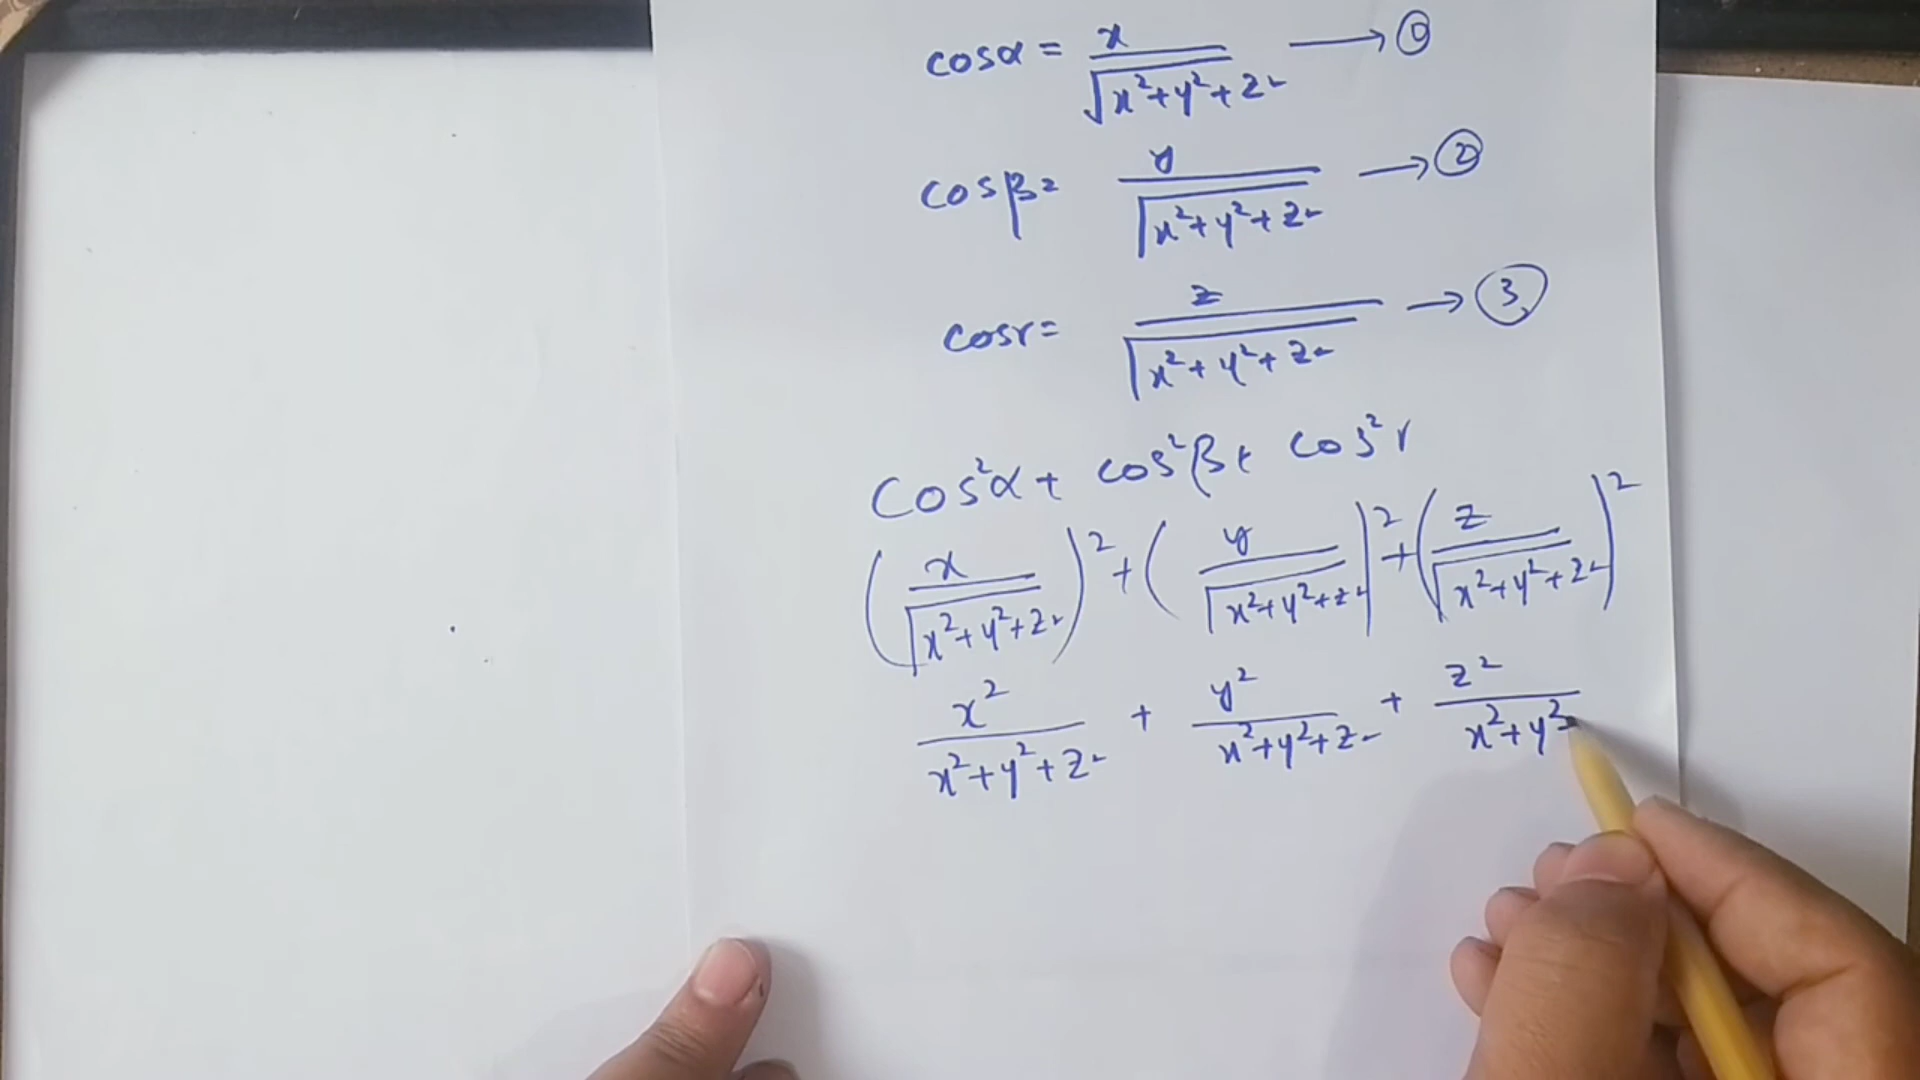 cosα = x/√(x²+y²+z²) → ①
cosβ = y/√(x²+y²+z²) → ②
cosr = z/√(x²+y²+z²) → ③
Cos²α + cos²β + cos²r
(x/√(x²+y²+z²))² + (y/√(x²+y²+z²))² + (z/√(x²+y²+z²))²
x²/(x²+y²+z²) + y²/(x²+y²+z²) + z²/(x²+y²